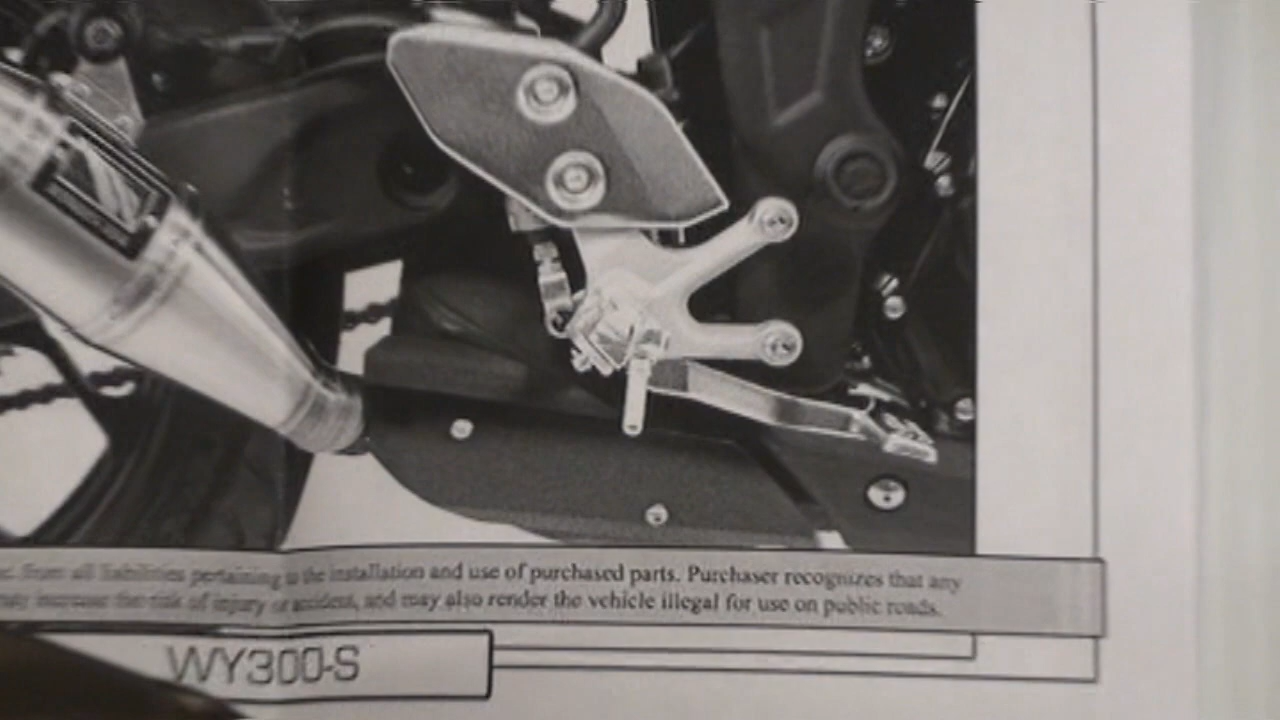 from all liabilities pertaining to the installation and use of purchased parts. Purchaser recognizes that any
may increase the risk of injury or accident, and may also render the vehicle illegal for use on public roads.
WY300-S